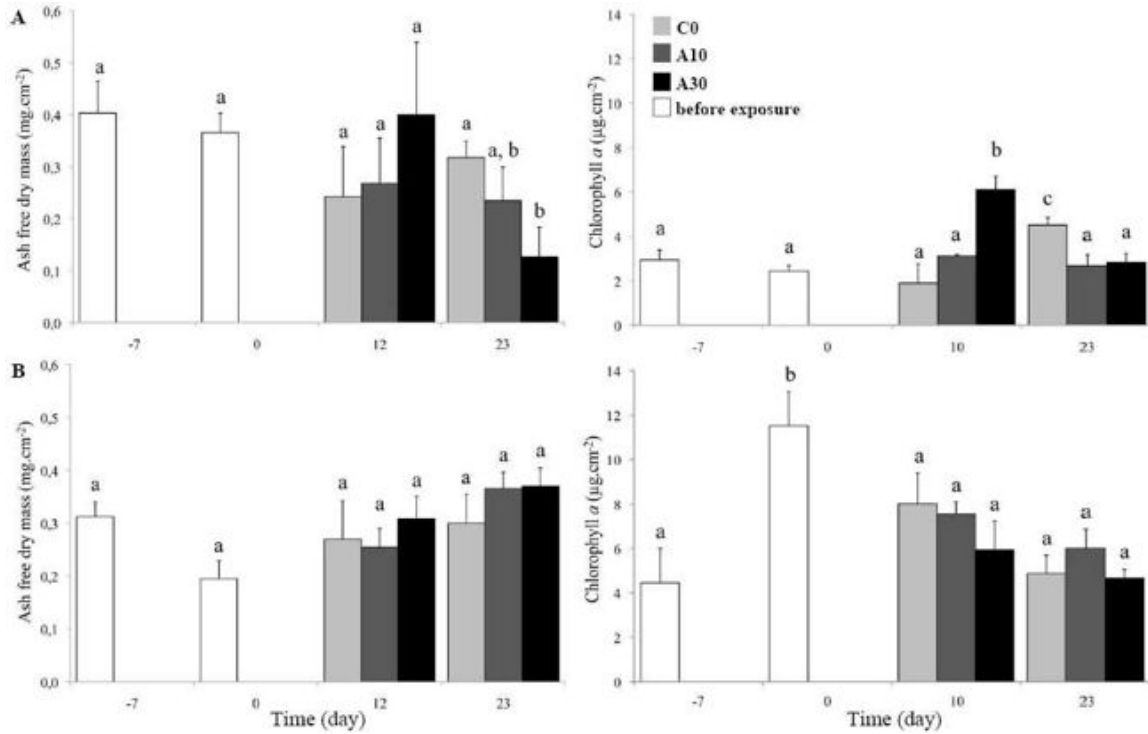 A
Ash free dry mass (mg.cm-2)
0,6
0,5
0,4
0,3
0,2
0,1
0,0
a
a
a
a
a
a
a, b
b
-7
0
12
23
Chlorophyll a (µg.cm-2)
14
12
10
8
6
4
2
0
C0
A10
A30
before exposure
a
a
a
a
b
c
a
a
-7
0
10
23
B
Ash free dry mass (mg.cm-2)
0,6
0,5
0,4
0,3
0,2
0,1
0,0
a
a
a
a
a
a
a
a
-7
0
12
23
Time (day)
Chlorophyll a (µg.cm-2)
14
12
10
8
6
4
2
0
a
b
a
a
a
a
a
a
-7
0
10
23
Time (day)